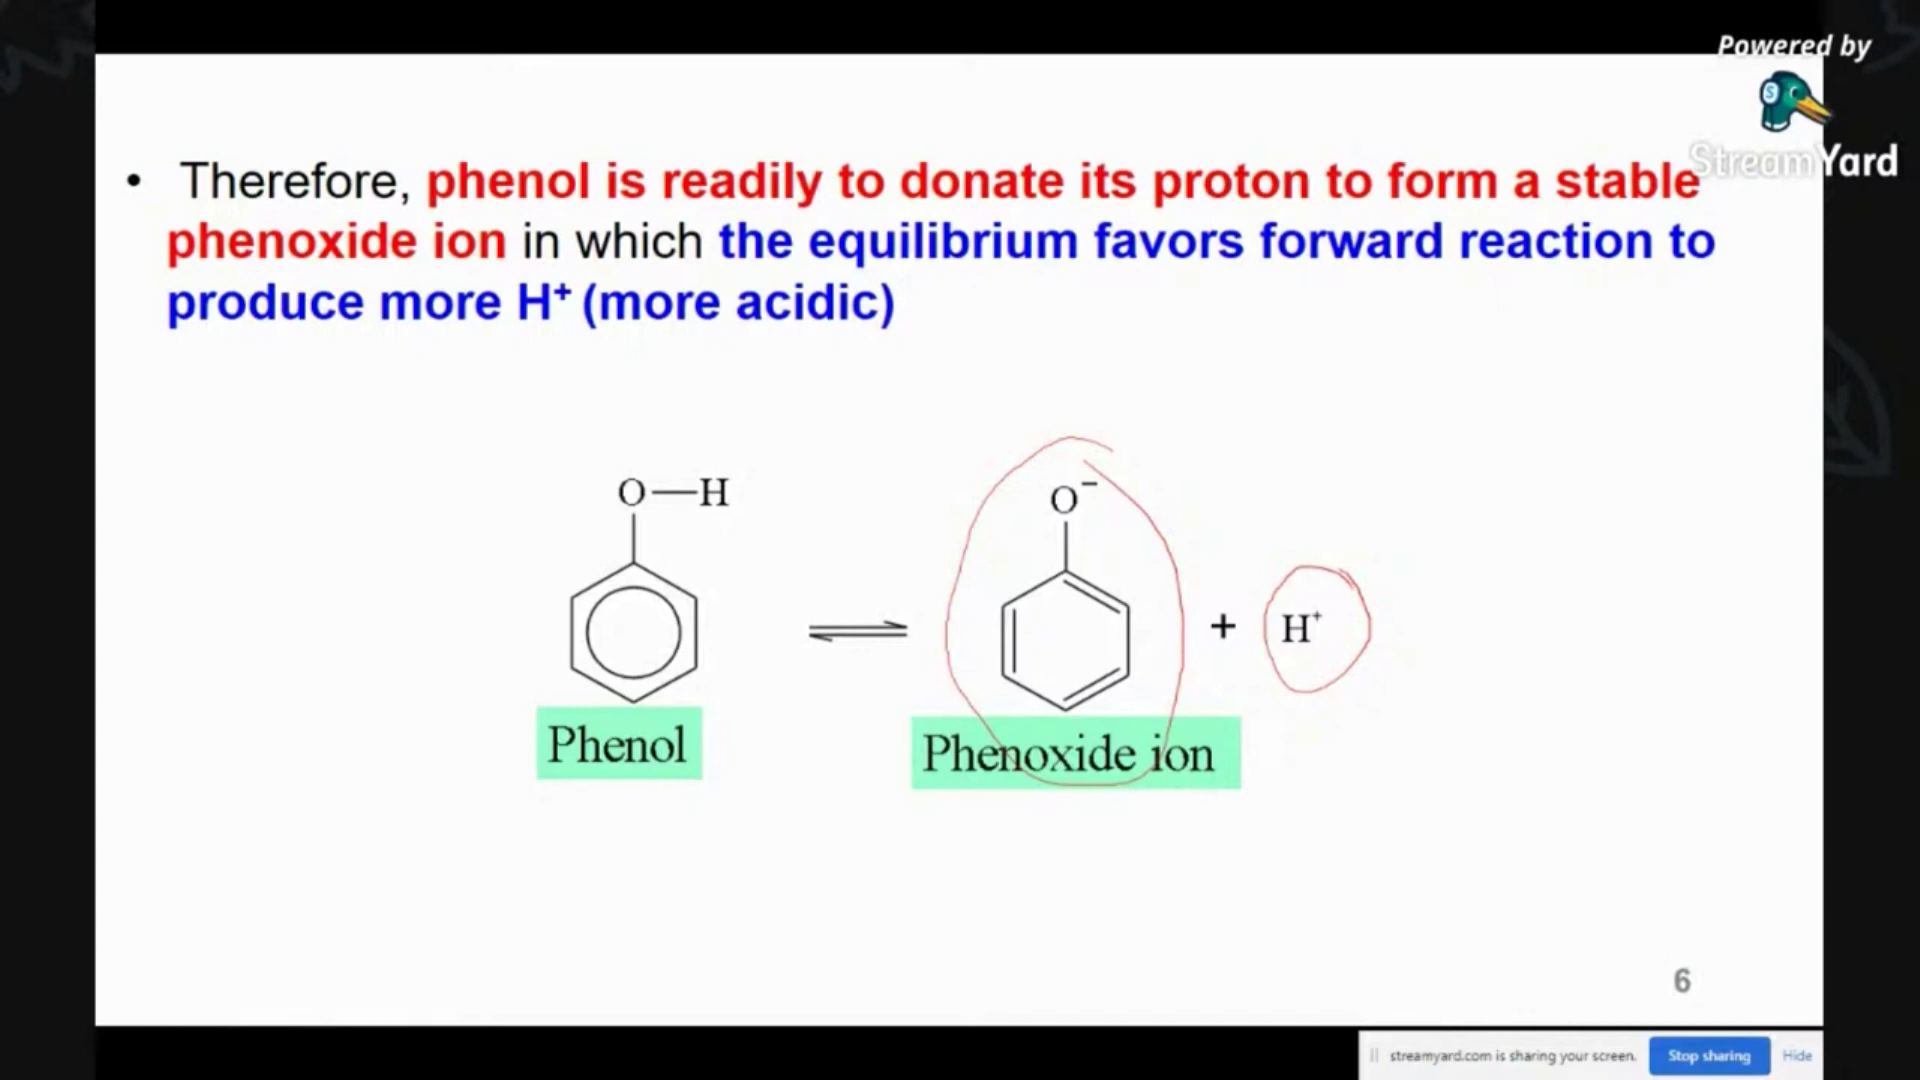 Powered by
StreamYard
• Therefore, phenol is readily to donate its proton to form a stable
phenoxide ion in which the equilibrium favors forward reaction to
produce more H⁺ (more acidic)
O—H
O⁻
+ H⁺
Phenol
Phenoxide ion
6
streamyard.com is sharing your screen. Stop sharing Hide